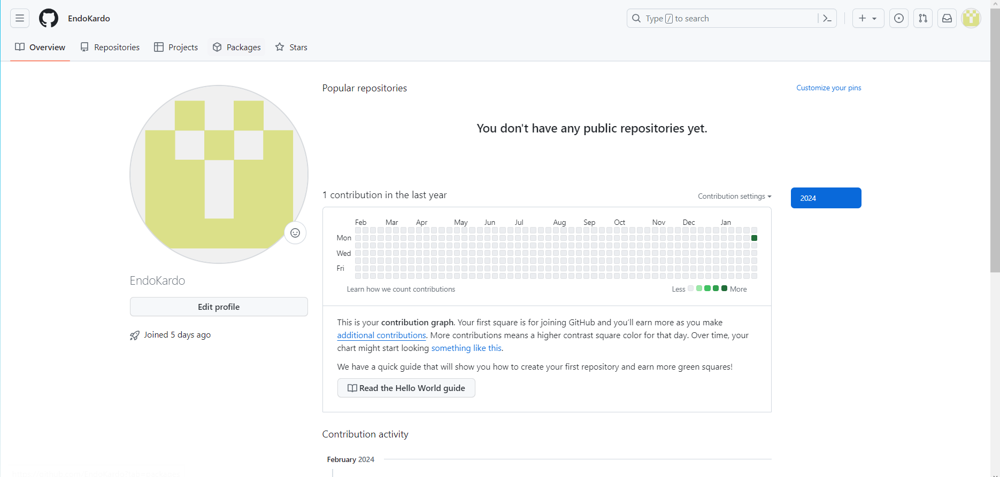 EndoKardo
Type / to search
Overview
Repositories
Projects
Packages
Stars
Popular repositories
Customize your pins
You don't have any public repositories yet.
1 contribution in the last year
Contribution settings
2024
Feb Mar Apr May Jun Jul Aug Sep Oct Nov Dec Jan
Mon
Wed
Fri
Learn how we count contributions
Less More
EndoKardo
Edit profile
Joined 5 days ago
This is your contribution graph. Your first square is for joining GitHub and you’ll earn more as you make
additional contributions. More contributions means a higher contrast square color for that day. Over time, your
chart might start looking something like this.
We have a quick guide that will show you how to create your first repository and earn more green squares!
Read the Hello World guide
Contribution activity
February 2024